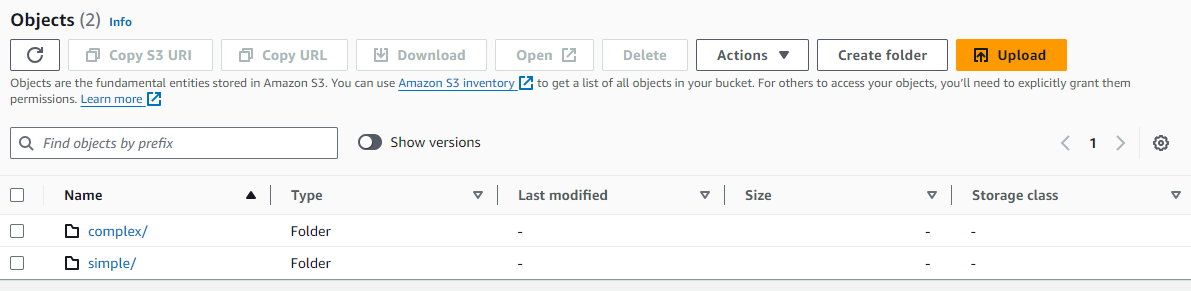 Objects (2) Info
Copy S3 URI Copy URL Download Open Delete Actions Create folder Upload
Objects are the fundamental entities stored in Amazon S3. You can use Amazon S3 inventory to get a list of all objects in your bucket. For others to access your objects, you'll need to explicitly grant them
permissions. Learn more
Find objects by prefix Show versions 1
Name Type Last modified Size Storage class
complex/ Folder - - -
simple/ Folder - - -